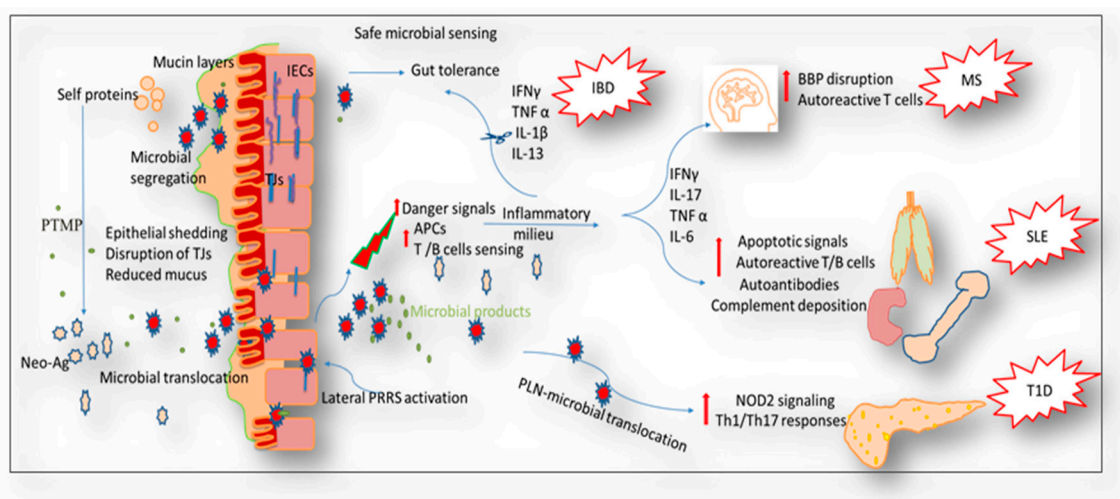 Safe microbial sensing
Mucin layers
IECs
Gut tolerance
Self proteins
IFNγ
TNF α
IL-1β
IL-13
IBD
BBP disruption
Autoreactive T cells
MS
Microbial
segregation
TJs
PTMP
Epithelial shedding
Disruption of TJs
Reduced mucus
Danger signals
APCs
T /B cells sensing
Inflammatory
milieu
IFNγ
IL-17
TNF α
IL-6
Apoptotic signals
Autoreactive T/B cells
Autoantibodies
Complement deposition
SLE
Microbial products
Neo-Ag
Microbial translocation
Lateral PRRS activation
PLN-microbial translocation
NOD2 signaling
Th1/Th17 responses
T1D